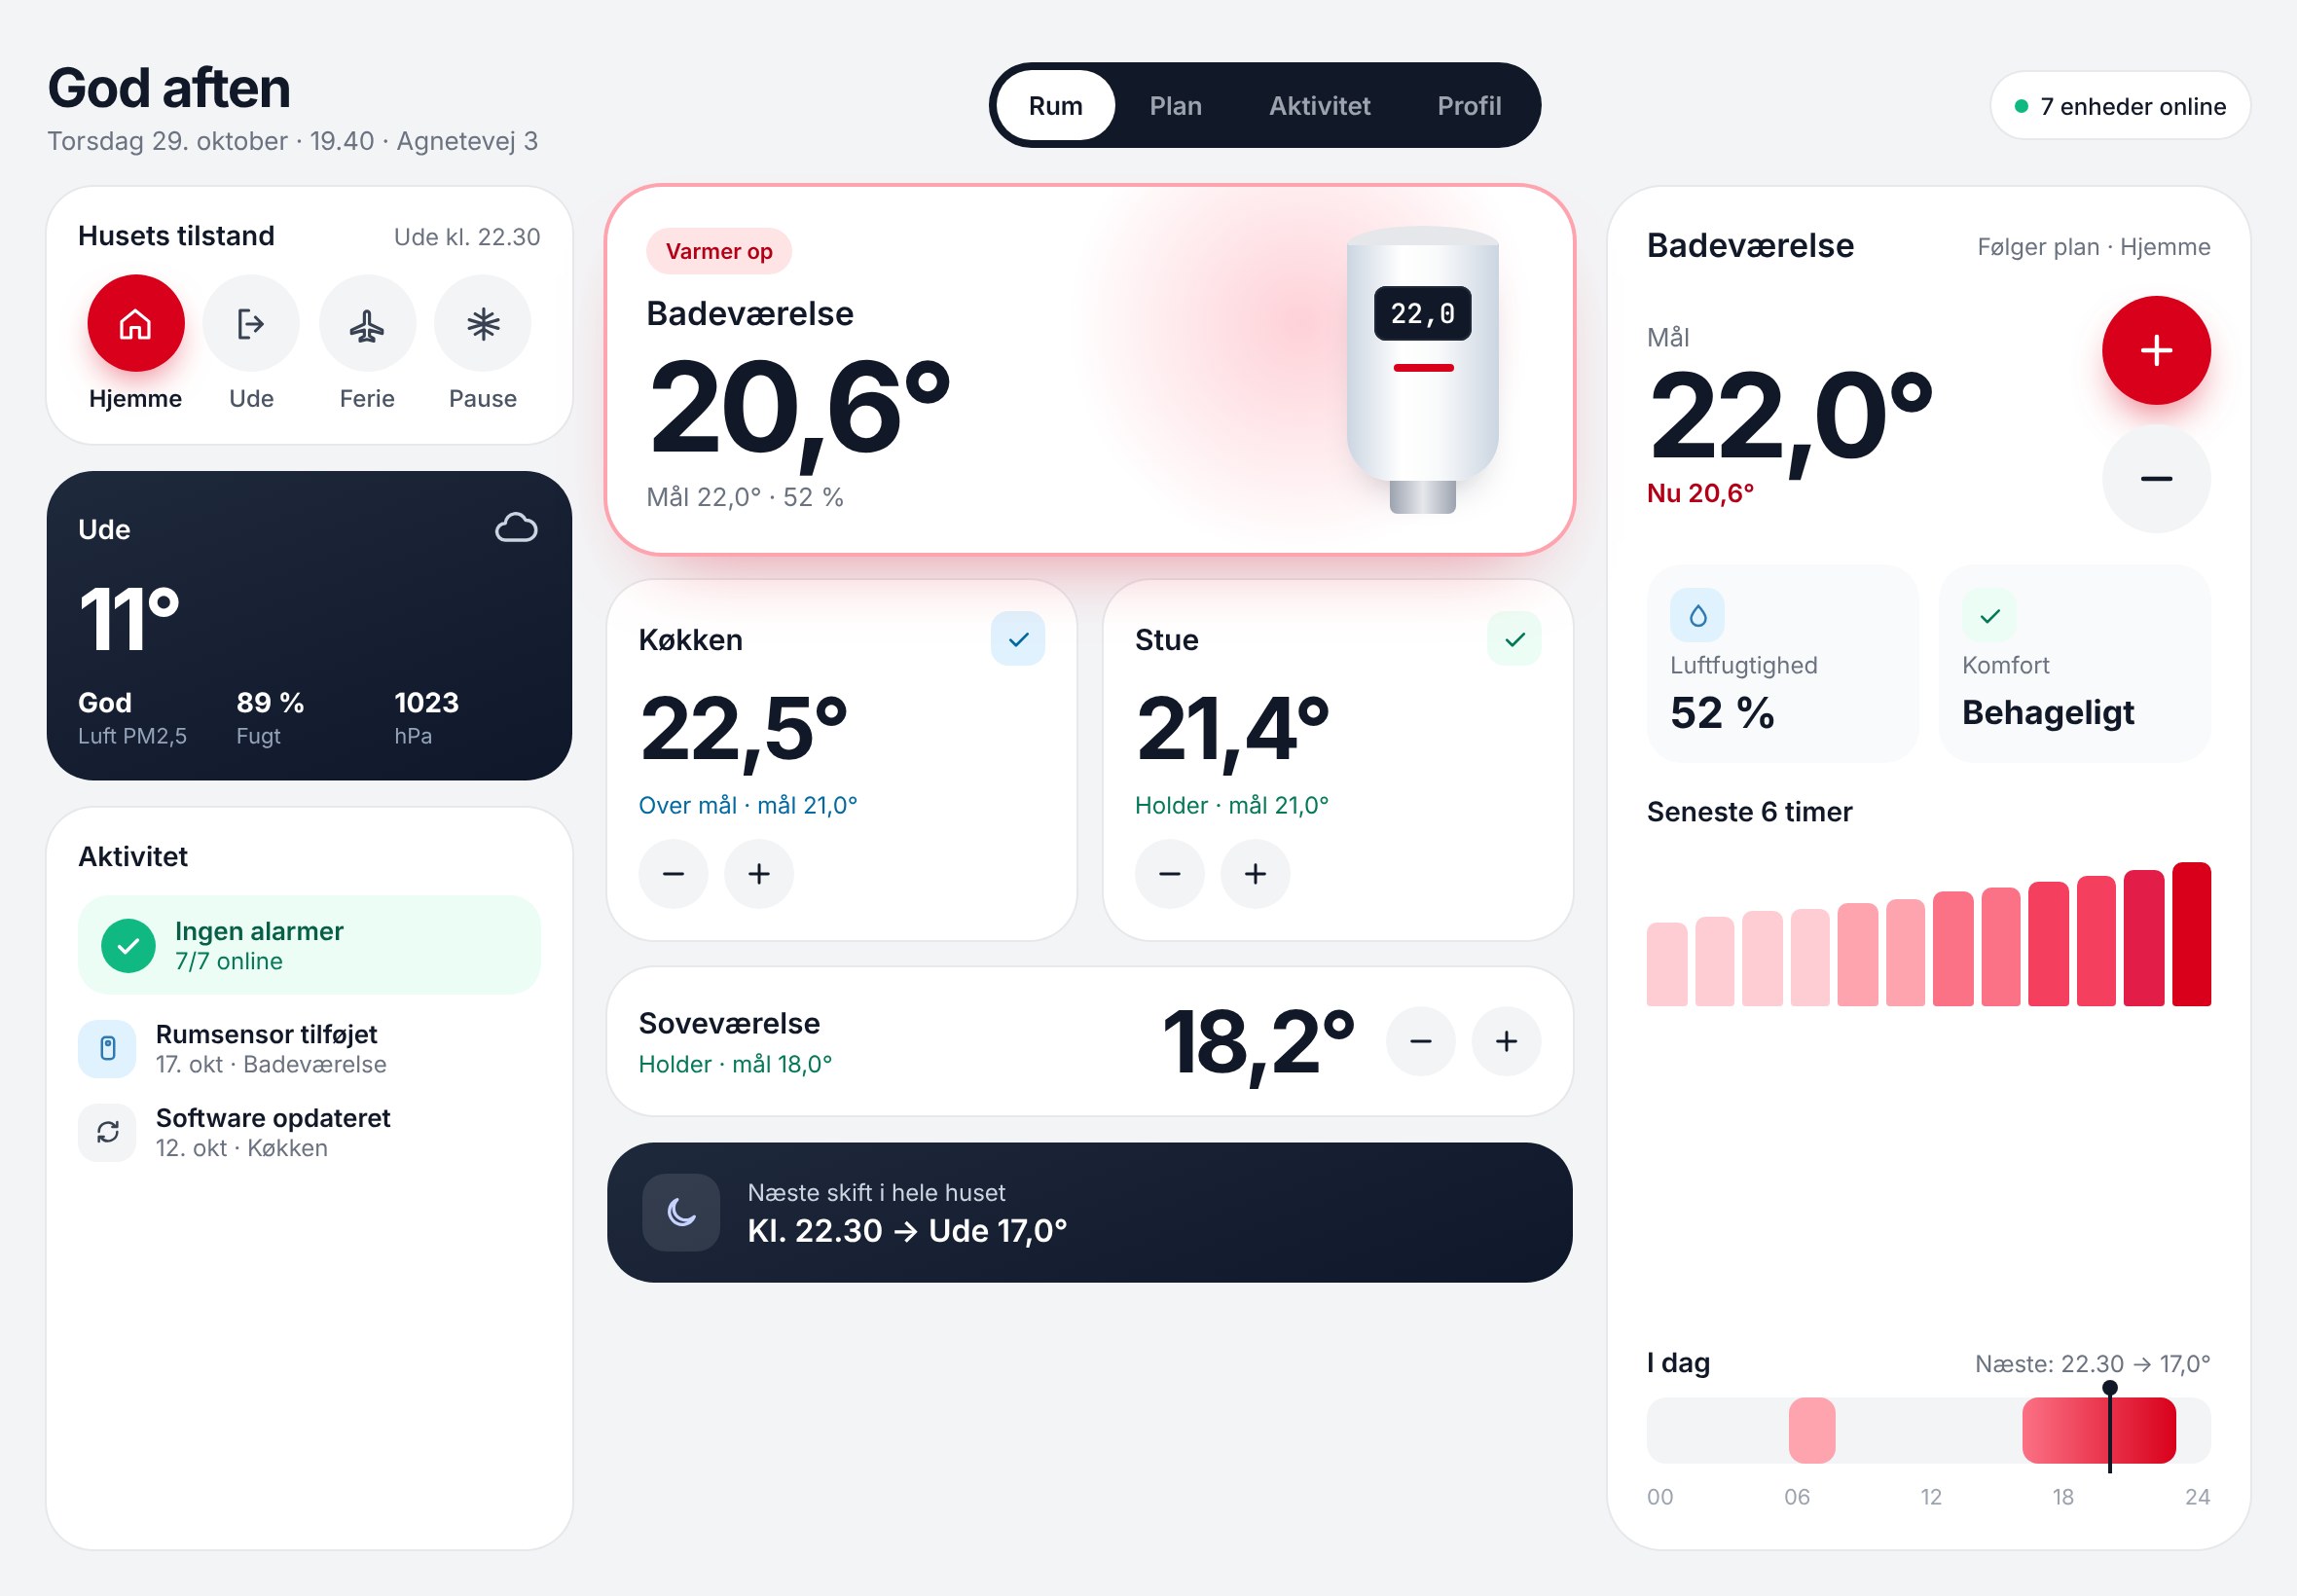 God aften
Torsdag 29. oktober · 19.40 · Agnetevej 3
Rum
Plan
Aktivitet
Profil
7 enheder online
Husets tilstand
Ude kl. 22.30
Hjemme
Ude
Ferie
Pause
Ude
11°
God
89 %
1023
Luft PM2,5
Fugt
hPa
Aktivitet
Ingen alarmer
7/7 online
Rumsensor tilføjet
17. okt · Badeværelse
Software opdateret
12. okt · Køkken
Varmer op
Badeværelse
20,6°
Mål 22,0° · 52 %
22,0
Køkken
22,5°
Over mål · mål 21,0°
Stue
21,4°
Holder · mål 21,0°
Soveværelse
Holder · mål 18,0°
18,2°
Næste skift i hele huset
Kl. 22.30 → Ude 17,0°
Badeværelse
Følger plan · Hjemme
Mål
22,0°
Nu 20,6°
Luftfugtighed
52 %
Komfort
Behageligt
Seneste 6 timer
I dag
Næste: 22.30 → 17,0°
00
06
12
18
24